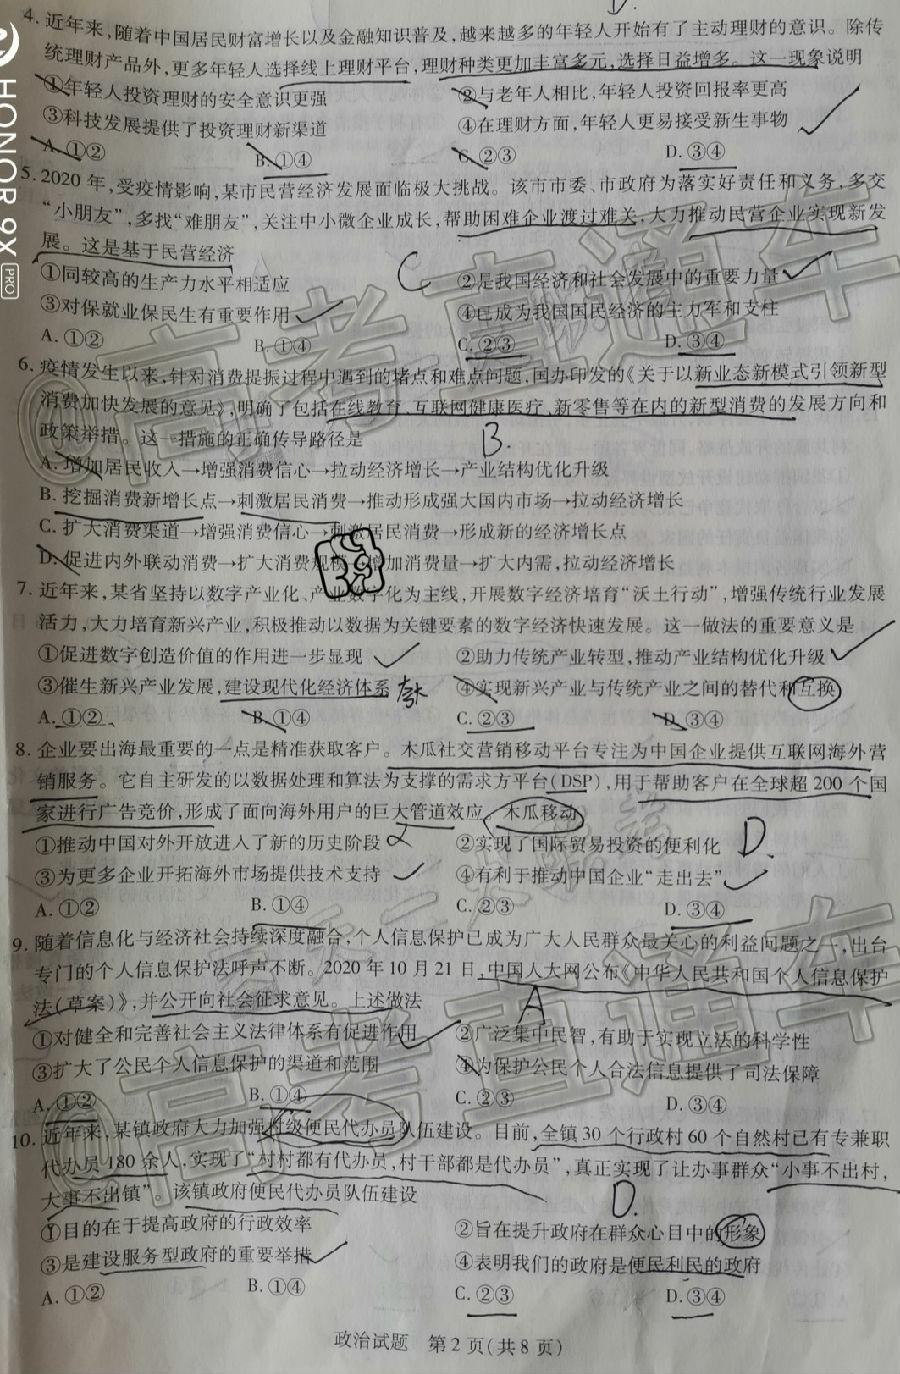 4. 近年来,随着中国居民财富增长以及金融知识普及,越来越多的年轻人开始有了主动理财的意识。除传
统理财产品外,更多年轻人选择线上理财平台,理财种类更加丰富多元,选择日益增多。这一现象说明
①年轻人投资理财的安全意识更强 ②与老年人相比,年轻人投资回报率更高
③科技发展提供了投资理财新渠道 ④在理财方面,年轻人更易接受新生事物
A. ①② B. ①④ C. ②③ D. ③④
5. 2020 年,受疫情影响,某市民营经济发展面临极大挑战。该市市委、市政府为落实好责任和义务,多交
“小朋友”,多找“难朋友”,关注中小微企业成长,帮助困难企业渡过难关,大力推动民营企业实现新发
展。这是基于民营经济
C
①同较高的生产力水平相适应 ②是我国经济和社会发展中的重要力量
③对保就业保民生有重要作用 ④已成为我国国民经济的主力军和支柱
A. ①② B. ①④ C. ②③ D. ③④
6. 疫情发生以来,针对消费提振过程中遇到的堵点和难点问题,国办印发的《关于以新业态新模式引领新型
消费加快发展的意见》,明确了包括在线教育、互联网健康医疗、新零售等在内的新型消费的发展方向和
政策举措。这一措施的正确传导路径是
B.
A. 增加居民收入→增强消费信心→拉动经济增长→产业结构优化升级
B. 挖掘消费新增长点→刺激居民消费→推动形成强大国内市场→拉动经济增长
C. 扩大消费渠道→增强消费信心→刺激居民消费→形成新的经济增长点
D. 促进内外联动消费→扩大消费规模→增加消费量→扩大内需,拉动经济增长
7. 近年来,某省坚持以数字产业化、产业数字化为主线,开展数字经济培育“沃土行动”,增强传统行业发展
活力,大力培育新兴产业,积极推动以数据为关键要素的数字经济快速发展。这一做法的重要意义是
①促进数字创造价值的作用进一步显现 ②助力传统产业转型,推动产业结构优化升级
③催生新兴产业发展,建设现代化经济体系 ④实现新兴产业与传统产业之间的替代和互换
A. ①② B. ①④ C. ②③ D. ③④
8. 企业要出海最重要的一点是精准获取客户。木瓜社交营销移动平台专注为中国企业提供互联网海外营
销服务。它自主研发的以数据处理和算法为支撑的需求方平台(DSP),用于帮助客户在全球超 200 个国
家进行广告竞价,形成了面向海外用户的巨大管道效应。木瓜移动
D.
①推动中国对外开放进入了新的历史阶段 ②实现了国际贸易投资的便利化
③为更多企业开拓海外市场提供技术支持 ④有利于推动中国企业“走出去”
A. ①② B. ①④ C. ②③ D. ③④
9. 随着信息化与经济社会持续深度融合,个人信息保护已成为广大人民群众最关心的利益问题之一,出台
专门的个人信息保护法呼声不断。2020 年 10 月 21 日,中国人大网公布《中华人民共和国个人信息保护
法(草案)》,并公开向社会征求意见。上述做法
A
①对健全和完善社会主义法律体系有促进作用 ②广泛集中民智,有助于实现立法的科学性
③扩大了公民个人信息保护的渠道和范围 ④为保护公民个人合法信息提供了司法保障
A. ①② B. ①④ C. ②③ D. ③④
10. 近年来,某镇政府大力加强村级便民代办员队伍建设。目前,全镇 30 个行政村 60 个自然村已有专兼职
代办员 180 余人,实现了“村村都有代办员,村干部都是代办员”,真正实现了让办事群众“小事不出村,
大事不出镇”。该镇政府便民代办员队伍建设
D.
①目的在于提高政府的行政效率 ②旨在提升政府在群众心目中的形象
③是建设服务型政府的重要举措 ④表明我们的政府是便民利民的政府
A. ①② B. ①④ C. ②③ D. ③④
政治试题 第 2 页(共 8 页)
HONOR 9X PRO
@高考直通车
@高考直通车